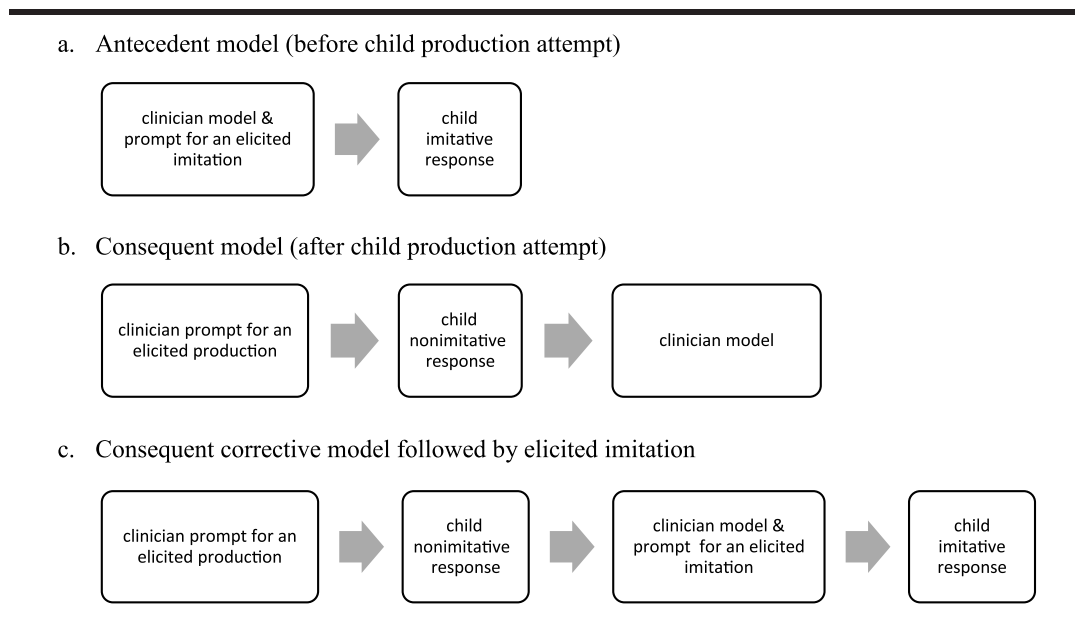 a. Antecedent model (before child production attempt)
clinician model &
prompt for an elicited
imitation
child
imitative
response
b. Consequent model (after child production attempt)
clinician prompt for an
elicited production
child
nonimitative
response
clinician model
c. Consequent corrective model followed by elicited imitation
clinician prompt for an
elicited production
child
nonimitative
response
clinician model &
prompt for an elicited
imitation
child
imitative
response